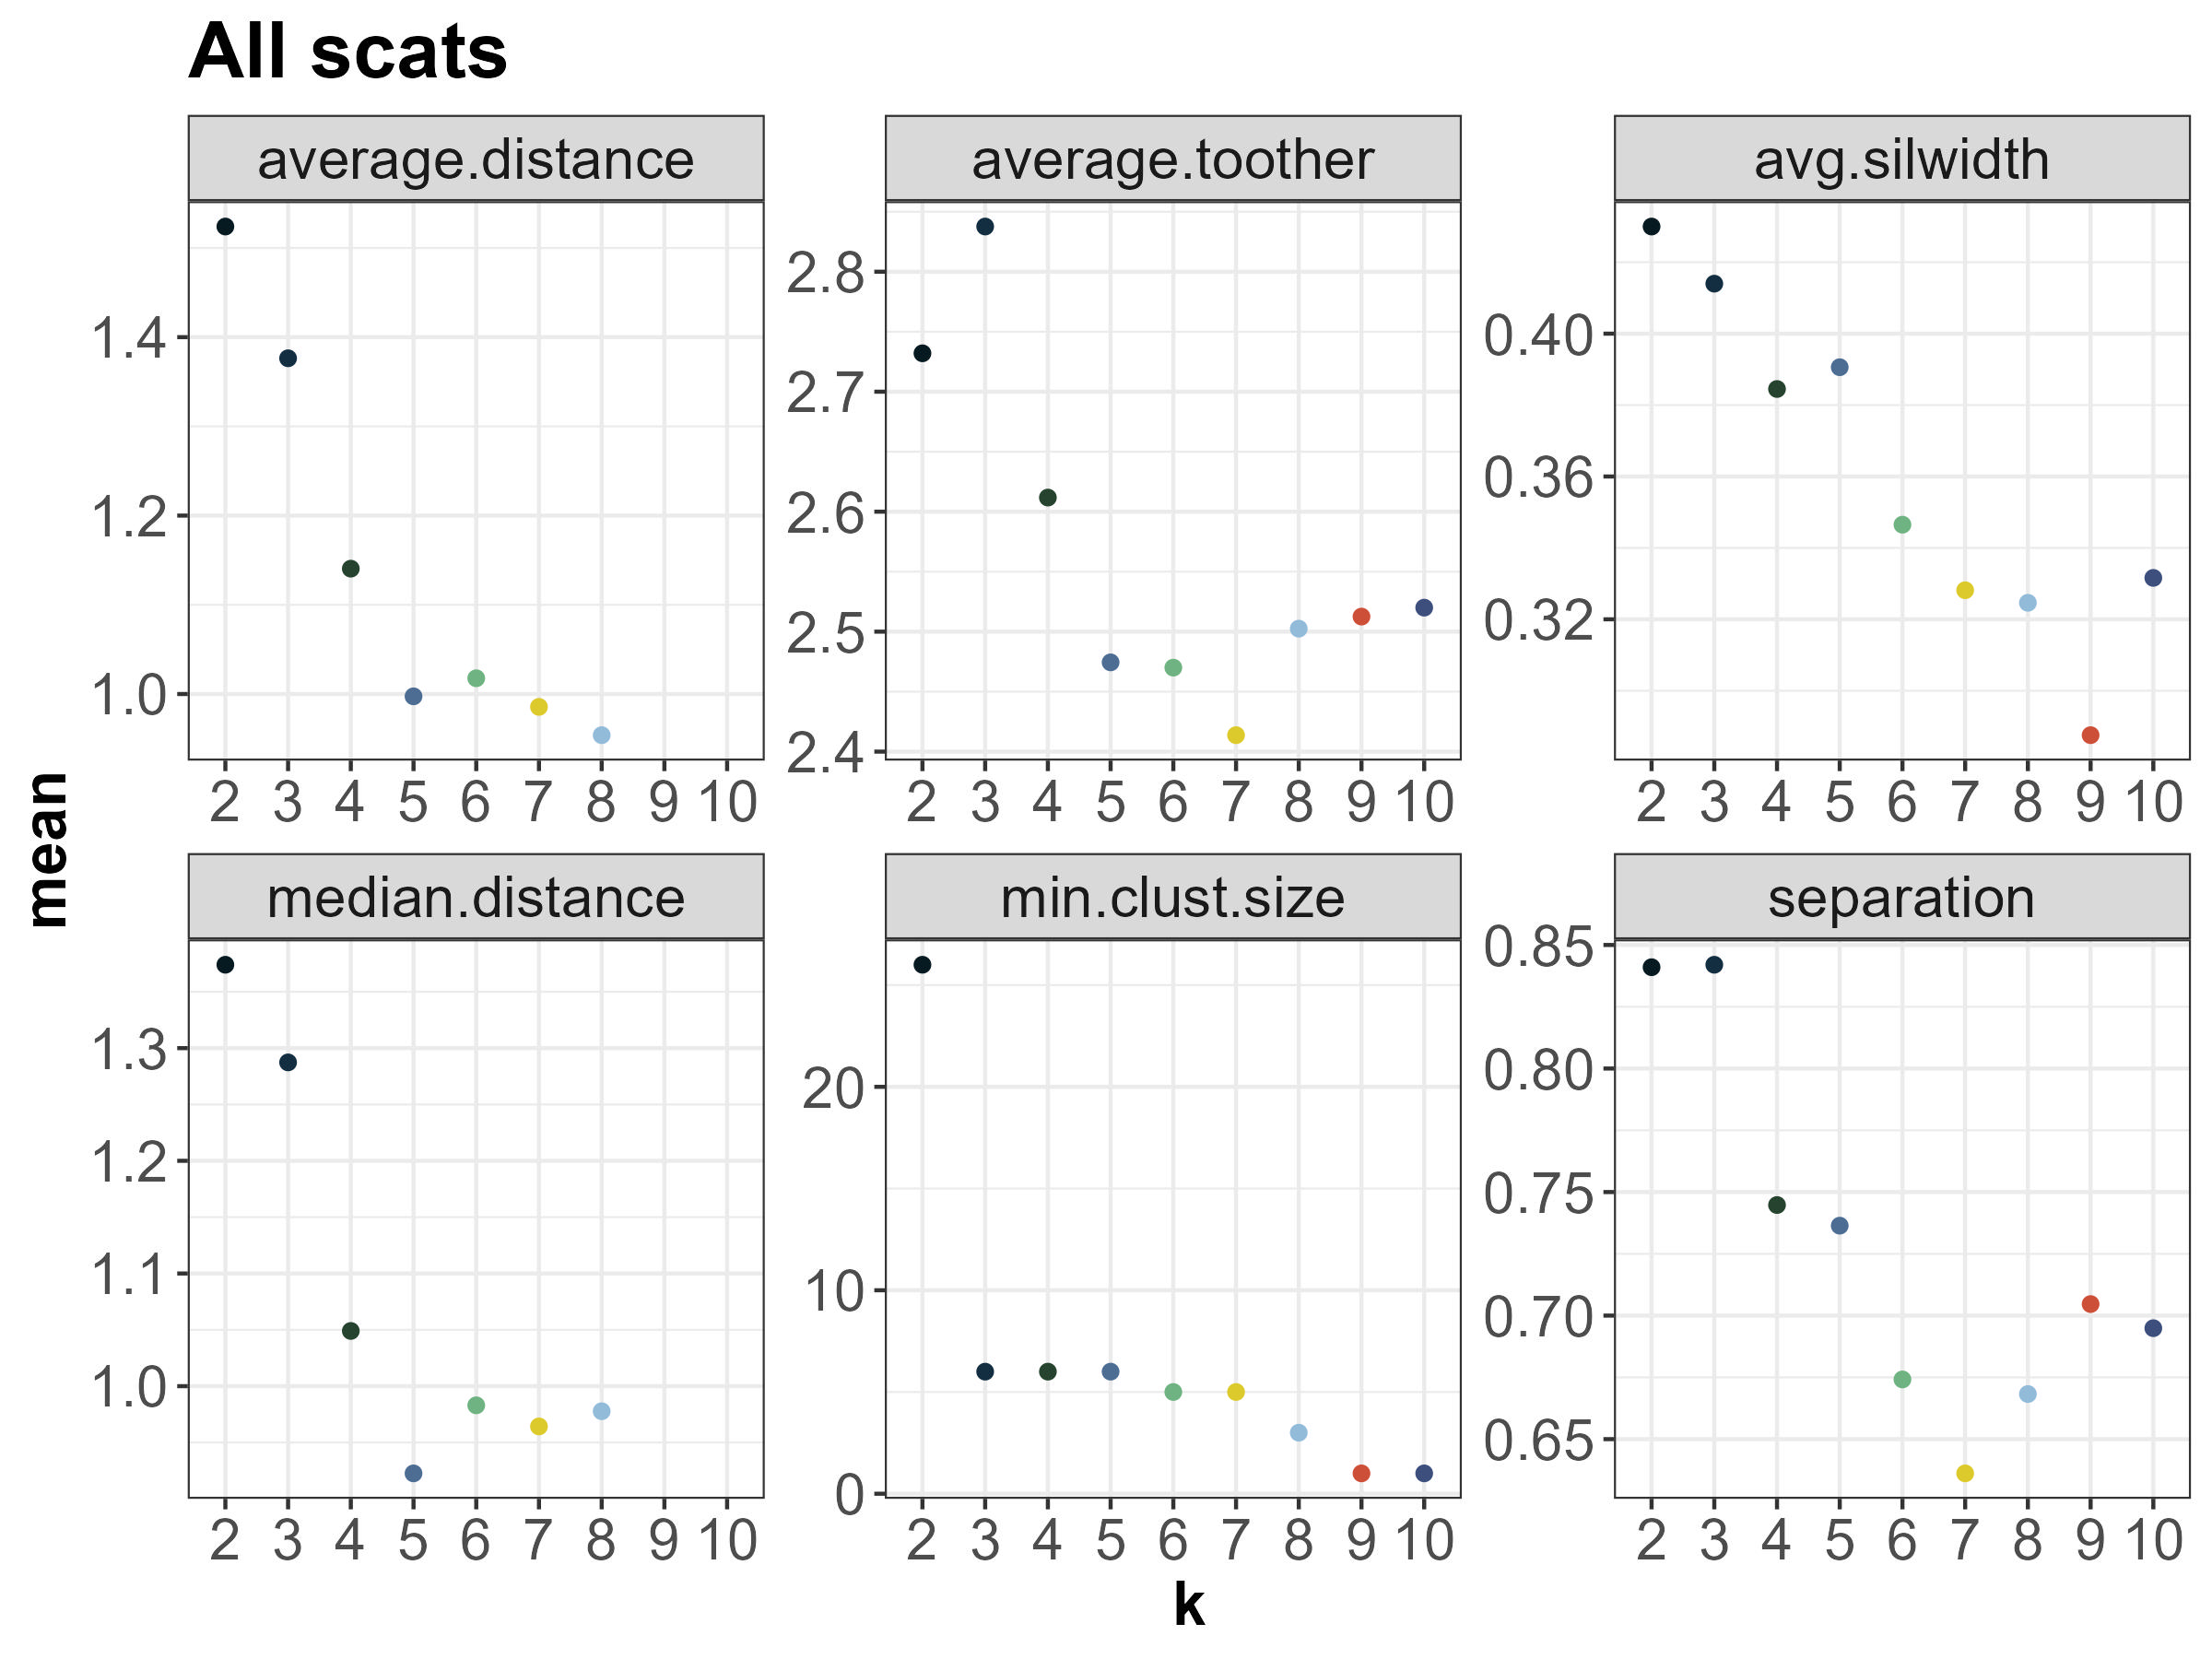 All scats
average.distance
average.toother
avg.silwidth
1.4
1.2
1.0
2.8
2.7
2.6
2.5
2.4
0.40
0.36
0.32
2 3 4 5 6 7 8 9 10
2 3 4 5 6 7 8 9 10
2 3 4 5 6 7 8 9 10
mean
median.distance
min.clust.size
separation
1.3
1.2
1.1
1.0
20
10
0
0.85
0.80
0.75
0.70
0.65
2 3 4 5 6 7 8 9 10
2 3 4 5 6 7 8 9 10
2 3 4 5 6 7 8 9 10
k